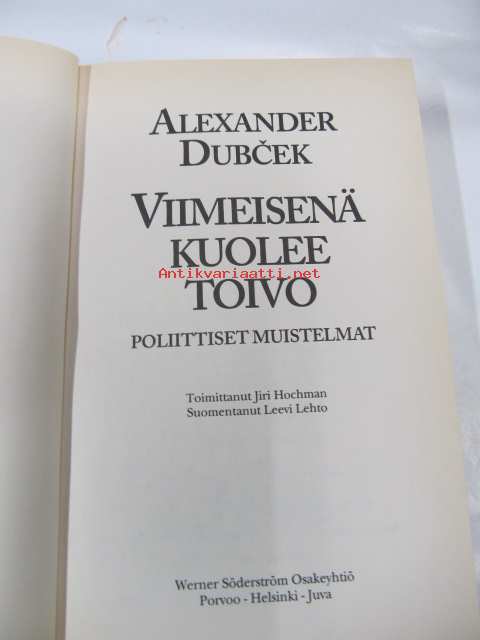 ALEXANDER
DUBČEK
VIIMEISENÄ
KUOLEE
Antikvariaatti.net
TOIVO
POLIITTISET MUISTELMAT
Toimittanut Jiri Hochman
Suomentanut Leevi Lehto
Werner Söderström Osakeyhtiö
Porvoo - Helsinki - Juva